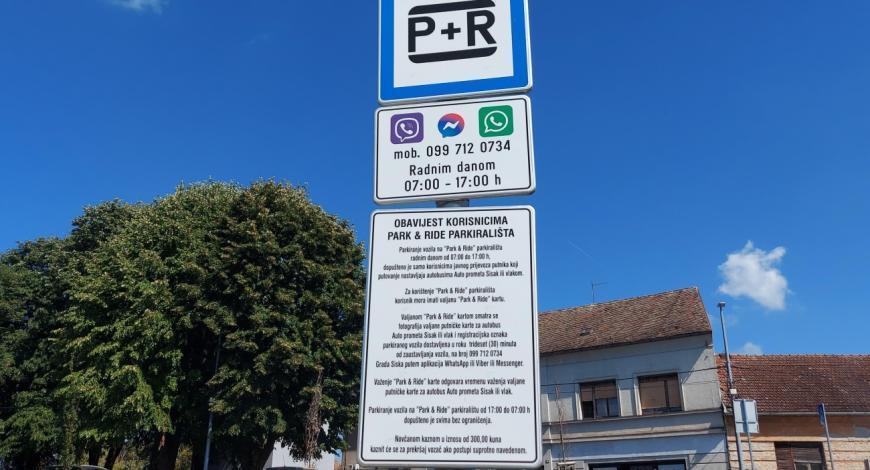 P+R
mob. 099 712 0734
Radnim danom
07:00 - 17:00 h
OBAVIJEST KORISNICIMA
PARK & RIDE PARKIRALIŠTA
Parkiranje vozila na "Park & Ride" parkiralištu
radnim danom od 07:00 do 17:00 h,
dopušteno je samo korisnicima javnog prijevoza putnika koji
putovanje nastavljaju autobusima Auto prometa Sisak ili vlakom.
Za korištenje "Park & Ride" parkirališta
korisnik mora imati valjanu "Park & Ride" kartu.
Valjanom "Park & Ride" kartom smatra se
fotografija valjane putničke karte za autobus
Auto prometa Sisak ili vlak i registracijska oznaka
parkiranog vozila dostavljena u roku trideset (30) minuta
od zaustavljanja vozila, na broj 099 712 0734
Grada Siska putem aplikacija WhatsApp ili Viber ili Messenger.
Važenje "Park & Ride" karte odgovara vremenu važenja valjane
putničke karte za autobus Auto prometa Sisak ili vlak.
Parkiranje vozila na "Park & Ride" parkiralištu od 17:00 do 07:00 h
dopušteno je svima bez ograničenja.
Novčanom kaznom u iznosu od 300,00 kuna
kaznit će se za prekršaj vozač ako postupi suprotno navedenom.